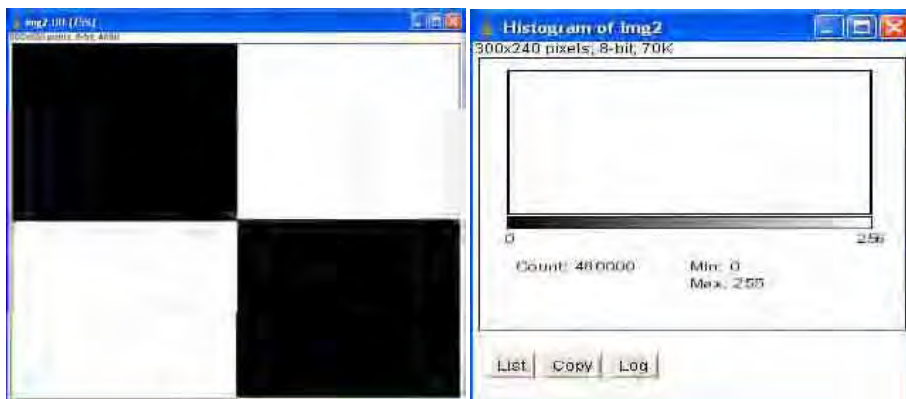 img2
Histogram of img2
300x240 pixels; 8-bit; 70K
0
Count: 480000
Min: 0
Max: 255
List
Copy
Log